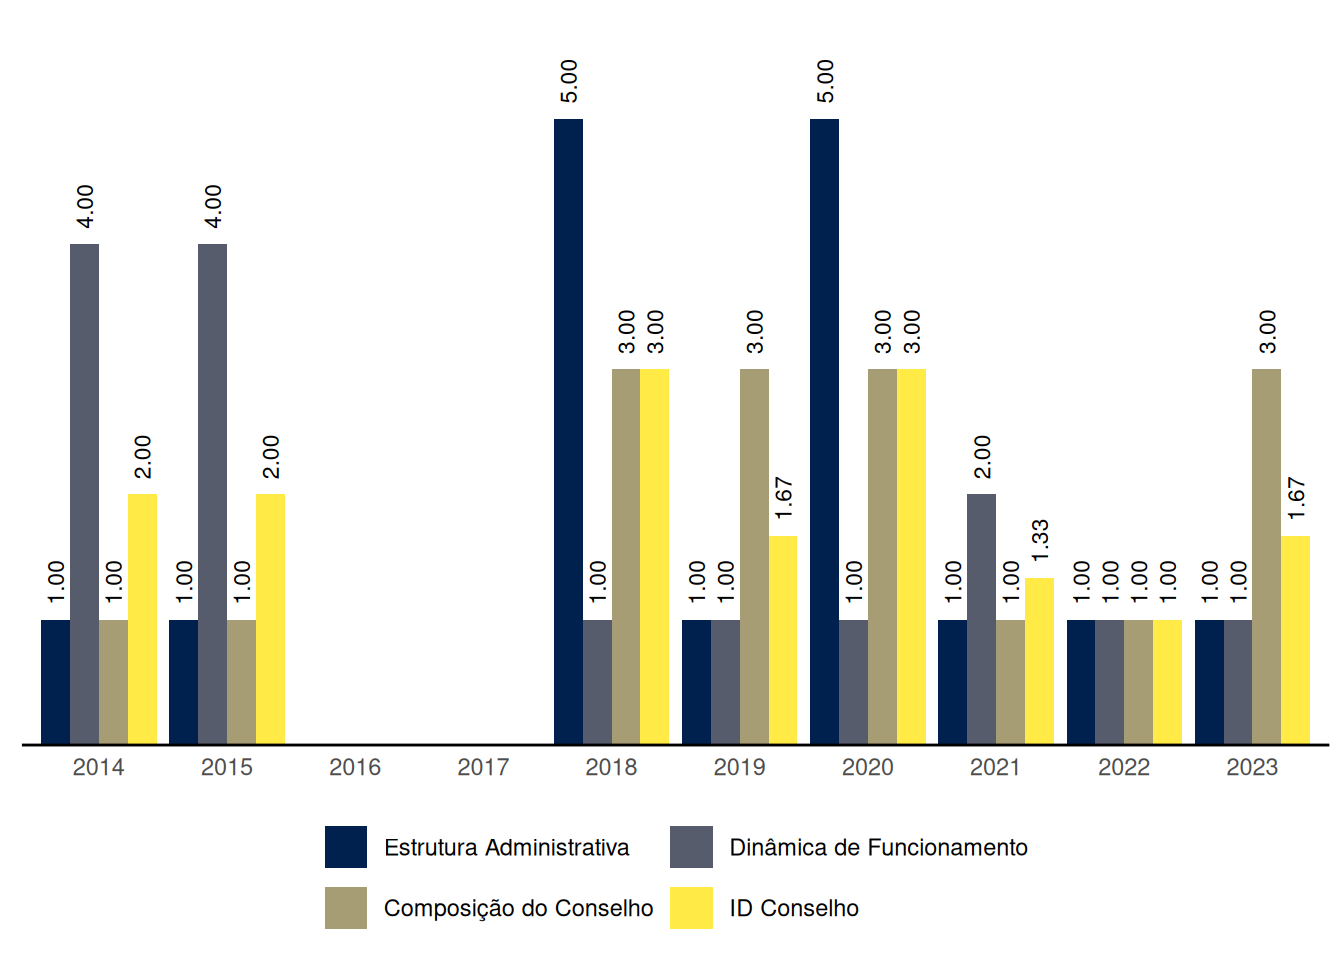 5.00 5.00
4.00 4.00
3.00 3.00 3.00 3.00 3.00 3.00
2.00 2.00 2.00
1.67 1.67
1.33
1.00 1.00 1.00 1.00 1.00 1.00 1.00 1.00 1.00 1.00 1.00 1.00 1.00 1.00 1.00 1.00
2014 2015 2016 2017 2018 2019 2020 2021 2022 2023
Estrutura Administrativa Dinâmica de Funcionamento
Composição do Conselho ID Conselho